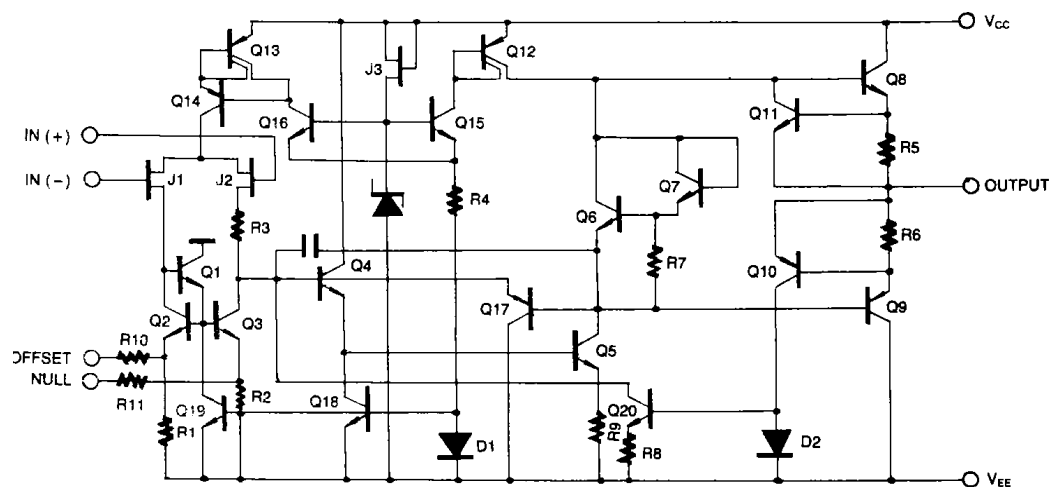 V_CC
Q13
Q12
J3
Q8
Q14
Q11
Q16
Q15
IN (+)
R5
IN (−)
J1
J2
Q7
OUTPUT
R4
Q6
R3
R6
Q1
Q4
R7
Q10
Q17
Q9
Q2
Q3
R10
OFFSET
Q5
NULL
R11
R2
Q19
Q18
Q20
R1
R9
D1
R8
D2
V_EE